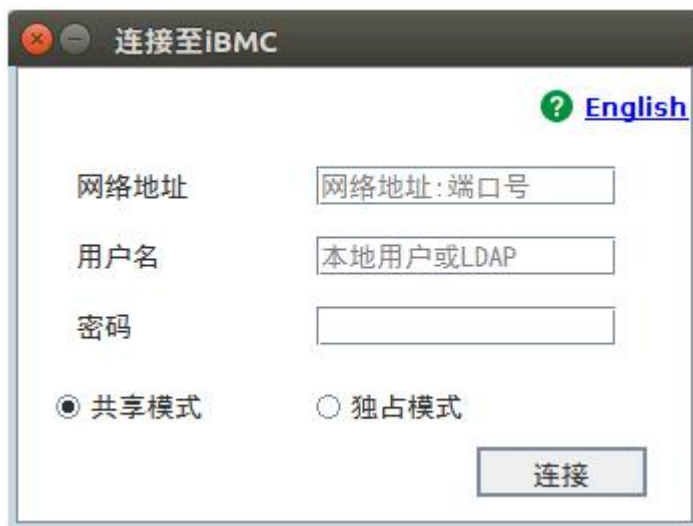 连接至iBMC
English
网络地址 网络地址:端口号
用户名 本地用户或LDAP
密码
共享模式 独占模式
连接